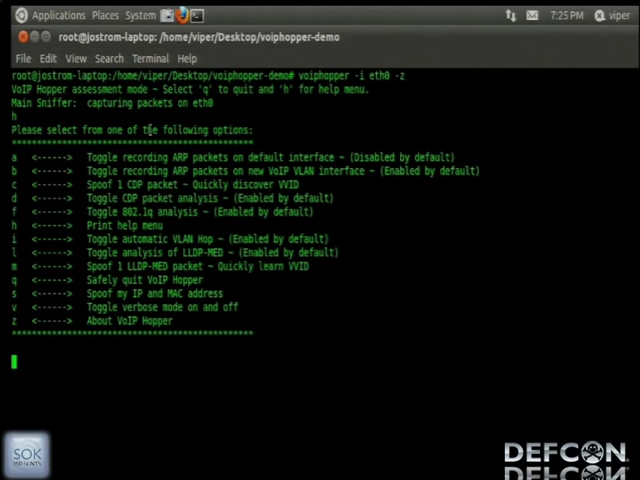 Applications Places System 7:25 PM viper
root@jostrom-laptop: /home/viper/Desktop/voiphopper-demo
File Edit View Search Terminal Help
root@jostrom-laptop:/home/viper/Desktop/voiphopper-demo# voiphopper -i eth0 -z
VoIP Hopper assessment mode ~ Select 'q' to quit and 'h' for help menu.
Main Sniffer:  capturing packets on eth0
h
Please select from one of the following options:
************************************************
a <------> Toggle recording ARP packets on default interface ~ (Disabled by default)
b <------> Toggle recording ARP packets on new VoIP VLAN interface ~ (Enabled by default)
c <------> Spoof 1 CDP packet ~ Quickly discover VVID
d <------> Toggle CDP packet analysis ~ (Enabled by default)
f <------> Toggle 802.1q analysis ~ (Enabled by default)
h <------> Print help menu
i <------> Toggle automatic VLAN Hop ~ (Enabled by default)
l <------> Toggle analysis of LLDP-MED ~ (Enabled by default)
m <------> Spoof 1 LLDP-MED packet ~ Quickly learn VVID
q <------> Safely quit VoIP Hopper
s <------> Spoof my IP and MAC address
v <------> Toggle verbose mode on and off
z <------> About VoIP Hopper
************************************************
SOK
PRESENTS
DEFCON